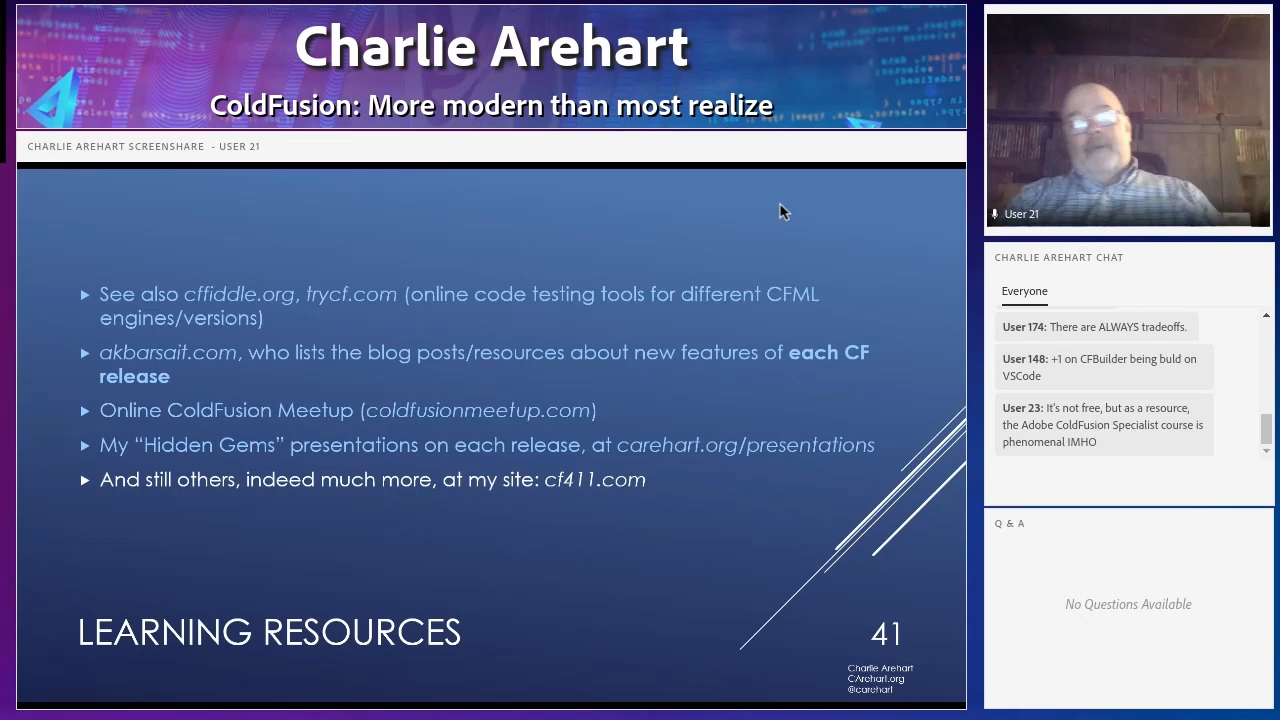 Charlie Arehart
ColdFusion: More modern than most realize
CHARLIE AREHART SCREENSHARE - USER 21
See also cffiddle.org, trycf.com (online code testing tools for different CFML
engines/versions)
akbarsait.com, who lists the blog posts/resources about new features of each CF
release
Online ColdFusion Meetup (coldfusionmeetup.com)
My “Hidden Gems” presentations on each release, at carehart.org/presentations
And still others, indeed much more, at my site: cf411.com
LEARNING RESOURCES
41
Charlie Arehart
CArehart.org
@carehart
User 21
CHARLIE AREHART CHAT
Everyone
User 174: There are ALWAYS tradeoffs.
User 148: +1 on CFBuilder being buld on
VSCode
User 23: It's not free, but as a resource,
the Adobe ColdFusion Specialist course is
phenomenal IMHO
Q & A
No Questions Available